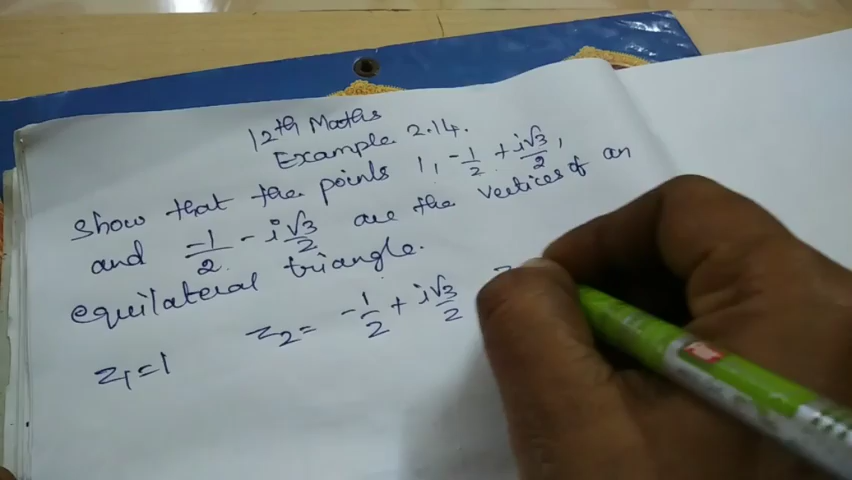 12th Maths
Example 2.14.
Show that the points 1, -1/2 + i√3/2,
and -1/2 - i√3/2 are the vertices of an
equilateral triangle.
z1=1 z2= -1/2 + i√3/2 z